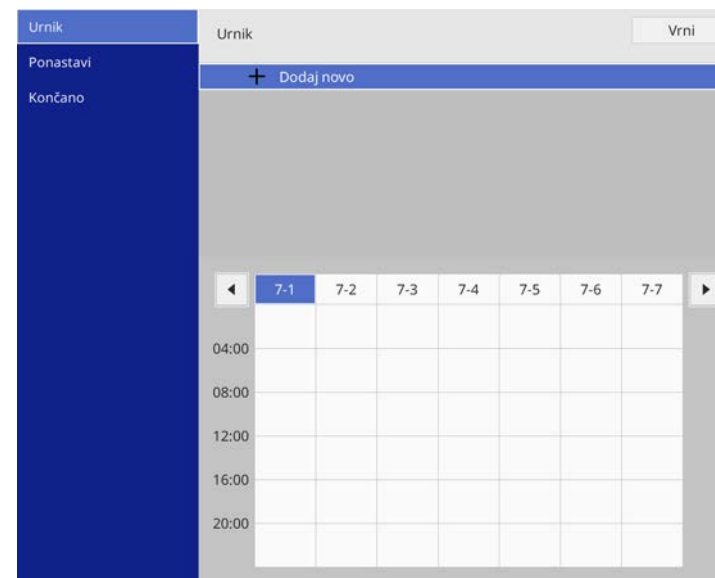 Urnik
Ponastavi
Končano
Urnik
Vrni
Dodaj novo
7-1 7-2 7-3 7-4 7-5 7-6 7-7
04:00
08:00
12:00
16:00
20:00